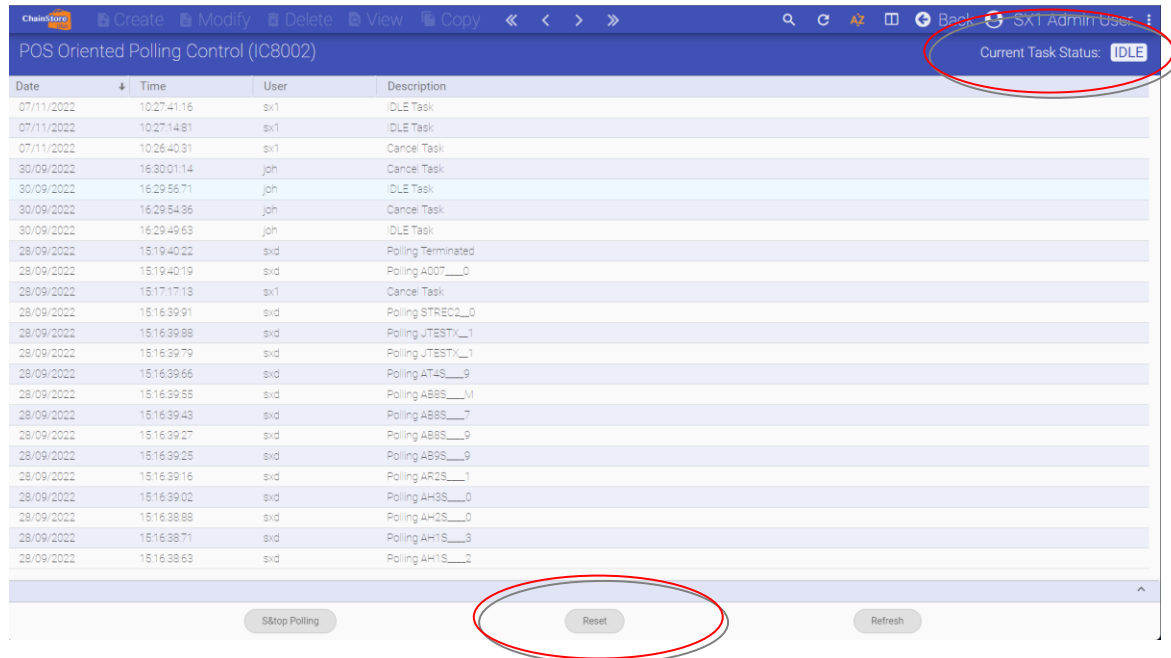 ChainStore Create Modify Delete View Copy Back SX1 Admin User
POS Oriented Polling Control (IC8002) Current Task Status: IDLE
Date Time User Description
07/11/2022 10:27:41:16 sx1 IDLE Task
07/11/2022 10:27:14:81 sx1 IDLE Task
07/11/2022 10:26:40:31 sx1 Cancel Task
30/09/2022 16:30:01:14 joh Cancel Task
30/09/2022 16:29:56:71 joh IDLE Task
30/09/2022 16:29:54:36 joh Cancel Task
30/09/2022 16:29:49:63 joh IDLE Task
28/09/2022 15:19:40:22 sxd Polling Terminated
28/09/2022 15:19:40:19 sxd Polling A007___0
28/09/2022 15:17:17:13 sx1 Cancel Task
28/09/2022 15:16:39:91 sxd Polling STREC2__0
28/09/2022 15:16:39:88 sxd Polling JTESTX__1
28/09/2022 15:16:39:79 sxd Polling JTESTX__1
28/09/2022 15:16:39:66 sxd Polling AT4S___9
28/09/2022 15:16:39:55 sxd Polling AB8S___M
28/09/2022 15:16:39:43 sxd Polling AB8S___7
28/09/2022 15:16:39:27 sxd Polling AB8S___9
28/09/2022 15:16:39:25 sxd Polling AB9S___9
28/09/2022 15:16:39:16 sxd Polling AR2S___1
28/09/2022 15:16:39:02 sxd Polling AH3S___0
28/09/2022 15:16:38:88 sxd Polling AH2S___0
28/09/2022 15:16:38:71 sxd Polling AH1S___3
28/09/2022 15:16:38:63 sxd Polling AH1S___2
S&top Polling Reset Refresh